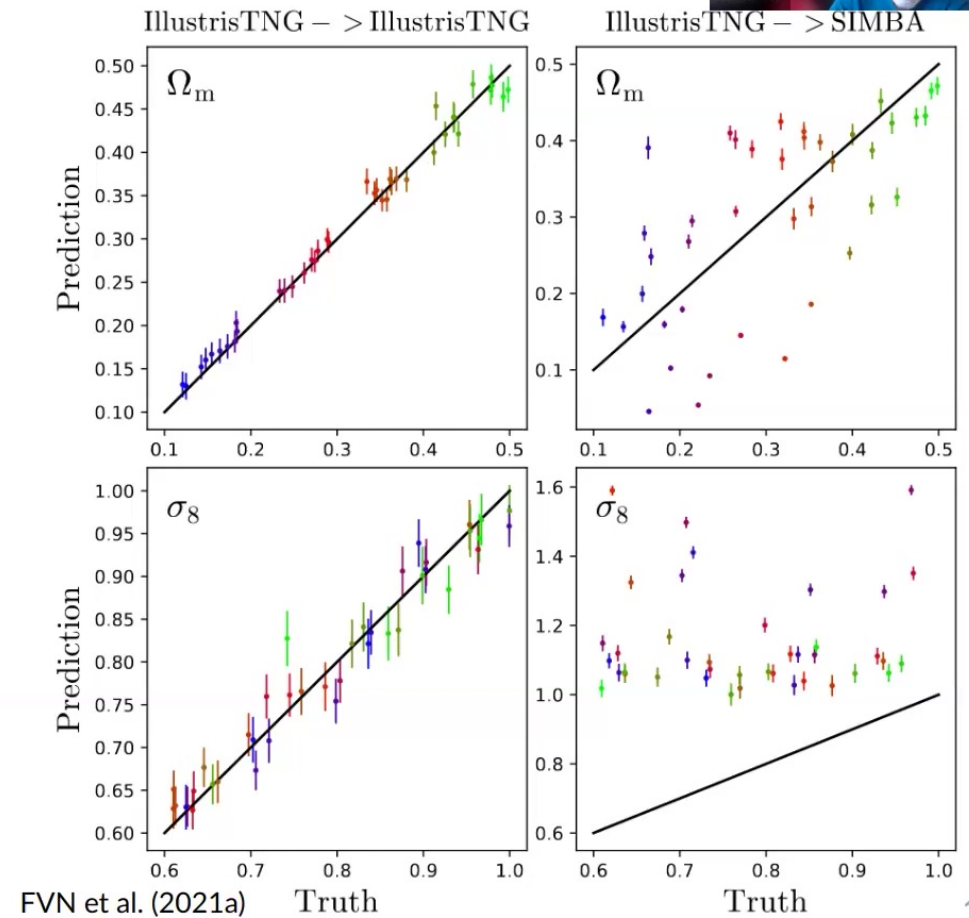 IllustrisTNG − > IllustrisTNG
IllustrisTNG − > SIMBA
Ωm
0.50
0.45
0.40
0.35
0.30
0.25
0.20
0.15
0.10
0.1 0.2 0.3 0.4 0.5
Prediction
Ωm
0.5
0.4
0.3
0.2
0.1
0.1 0.2 0.3 0.4 0.5
σ8
1.00
0.95
0.90
0.85
0.80
0.75
0.70
0.65
0.60
0.6 0.7 0.8 0.9 1.0
Prediction
Truth
σ8
1.6
1.4
1.2
1.0
0.8
0.6
0.6 0.7 0.8 0.9 1.0
Truth
FVN et al. (2021a)